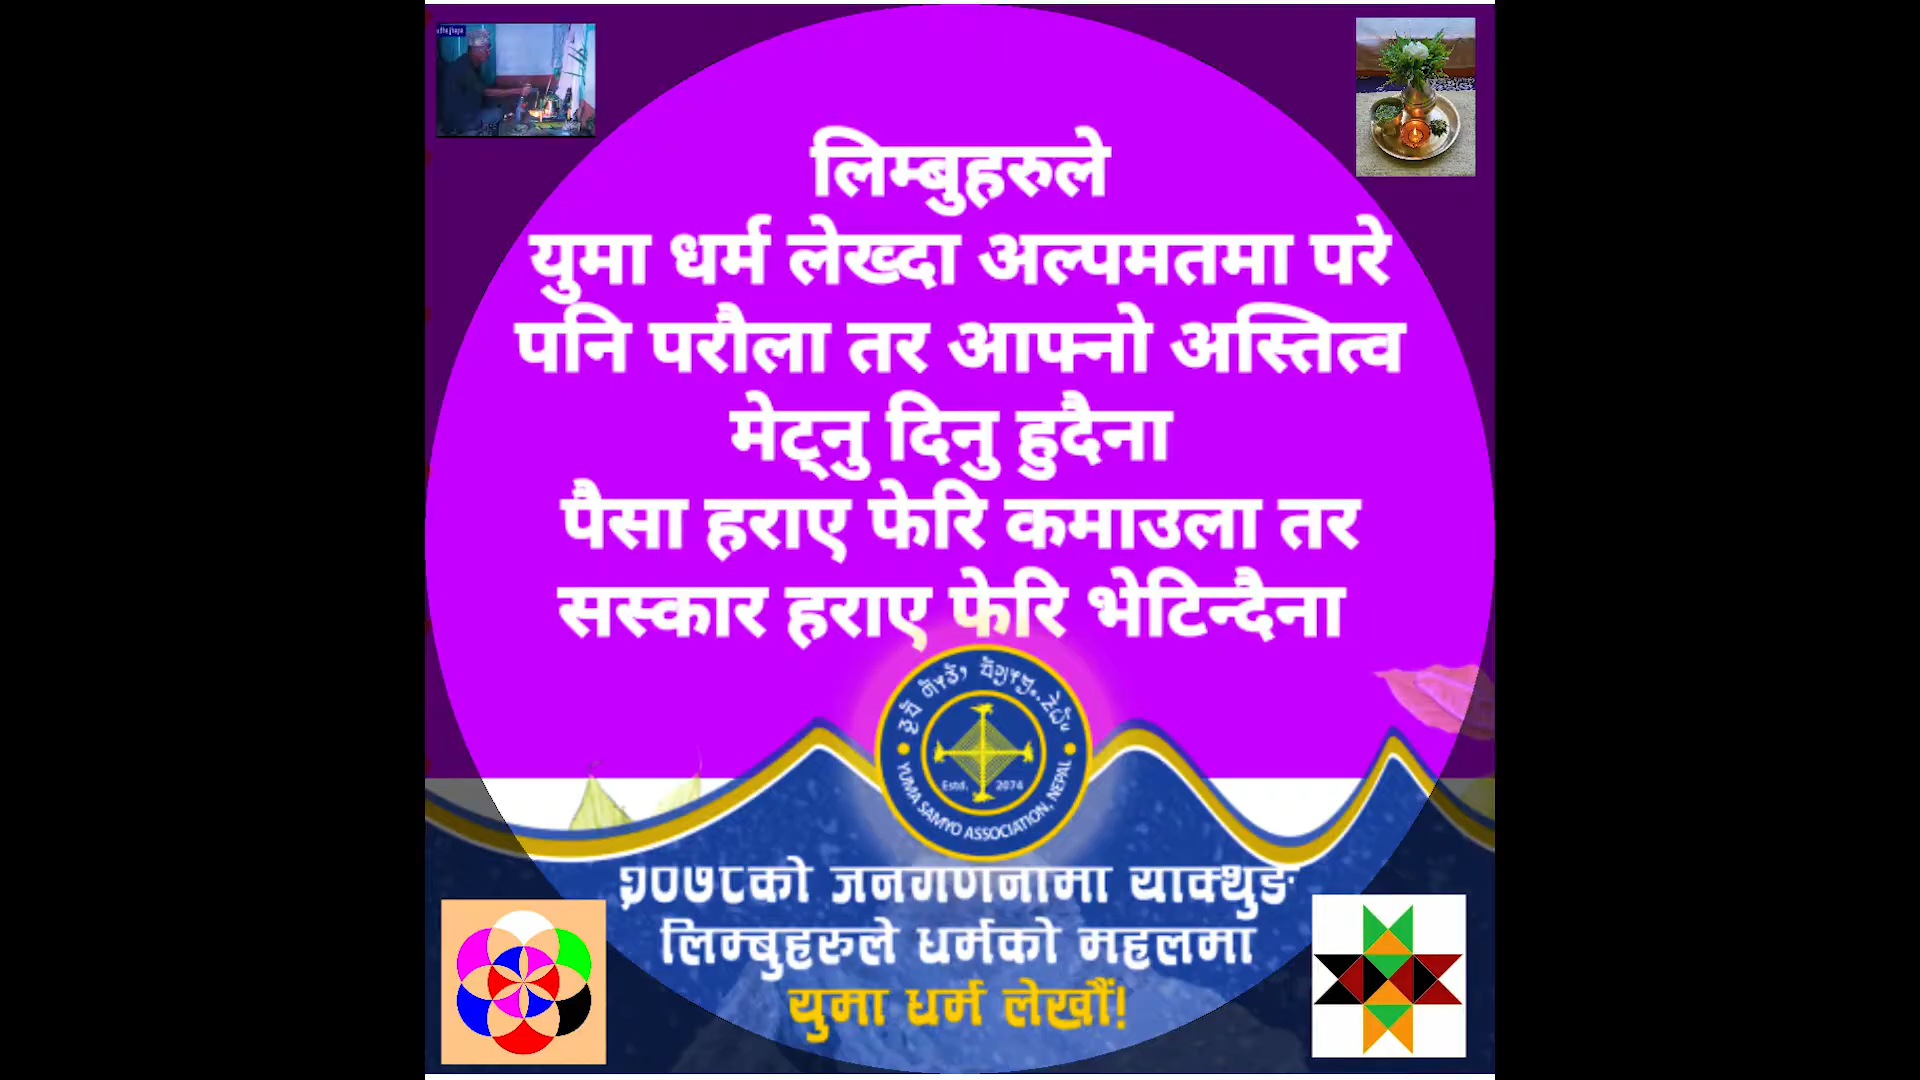 लिम्बुहरुले
युमा धर्म लेख्दा अल्पमतमा परे
पनि परौला तर आफ्नो अस्तित्व
मेट्नु दिनु हुदैना
पैसा हराए फेरि कमाउला तर
सस्कार हराए फेरि भेटिन्दैना
Estd. 2074
YUMA SAMYO ASSOCIATION, NEPAL
को जनगणनामा याक्थुङ
लिम्बुहरुले धर्मको महलमा
युमा धर्म लेखौं!